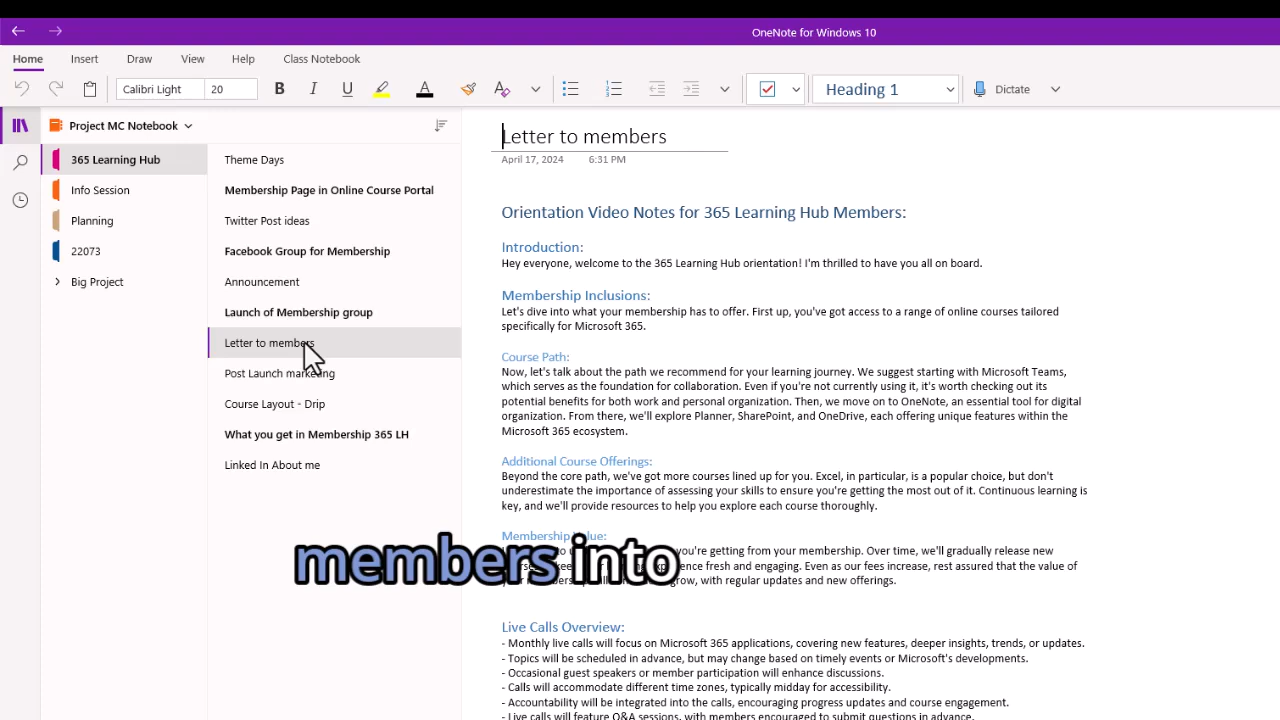 OneNote for Windows 10
Home Insert Draw View Help Class Notebook
Calibri Light 20 B I U A A Heading 1 Dictate
Project MC Notebook
365 Learning Hub
Info Session
Planning
22073
Big Project
Theme Days
Membership Page in Online Course Portal
Twitter Post ideas
Facebook Group for Membership
Announcement
Launch of Membership group
Letter to members
Post Launch marketing
Course Layout - Drip
What you get in Membership 365 LH
Linked In About me
Letter to members
April 17, 2024 6:31 PM
Orientation Video Notes for 365 Learning Hub Members:
Introduction:
Hey everyone, welcome to the 365 Learning Hub orientation! I'm thrilled to have you all on board.
Membership Inclusions:
Let's dive into what your membership has to offer. First up, you've got access to a range of online courses tailored
specifically for Microsoft 365.
Course Path:
Now, let's talk about the path we recommend for your learning journey. We suggest starting with Microsoft Teams,
which serves as the foundation for collaboration. Even if you're not currently using it, it's worth checking out its
potential benefits for both work and personal organization. Then, we move on to OneNote, an essential tool for digital
organization. From there, we'll explore Planner, SharePoint, and OneDrive, each offering unique features within the
Microsoft 365 ecosystem.
Additional Course Offerings:
Beyond the core path, we've got more courses lined up for you. Excel, in particular, is a popular choice, but don't
underestimate the importance of assessing your skills to ensure you're getting the most out of it. Continuous learning is
key, and we'll provide resources to help you explore each course thoroughly.
Membership Value:
you're getting from your membership. Over time, we'll gradually release new
experience fresh and engaging. Even as our fees increase, rest assured that the value of
grow, with regular updates and new offerings.
members into
Live Calls Overview:
- Monthly live calls will focus on Microsoft 365 applications, covering new features, deeper insights, trends, or updates.
- Topics will be scheduled in advance, but may change based on timely events or Microsoft's developments.
- Occasional guest speakers or member participation will enhance discussions.
- Calls will accommodate different time zones, typically midday for accessibility.
- Accountability will be integrated into the calls, encouraging progress updates and course engagement.
- Live calls will feature Q&A sessions, with members encouraged to submit questions in advance.